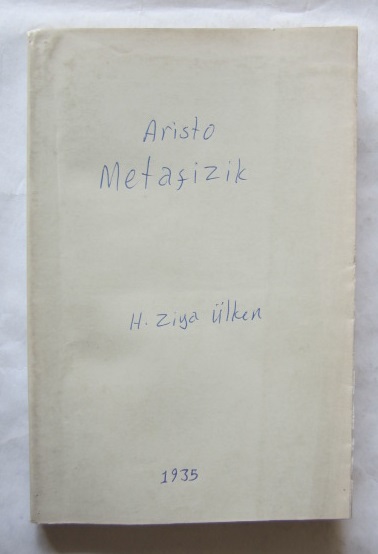 Aristo
Metafizik
H. Ziya Ülken
1935